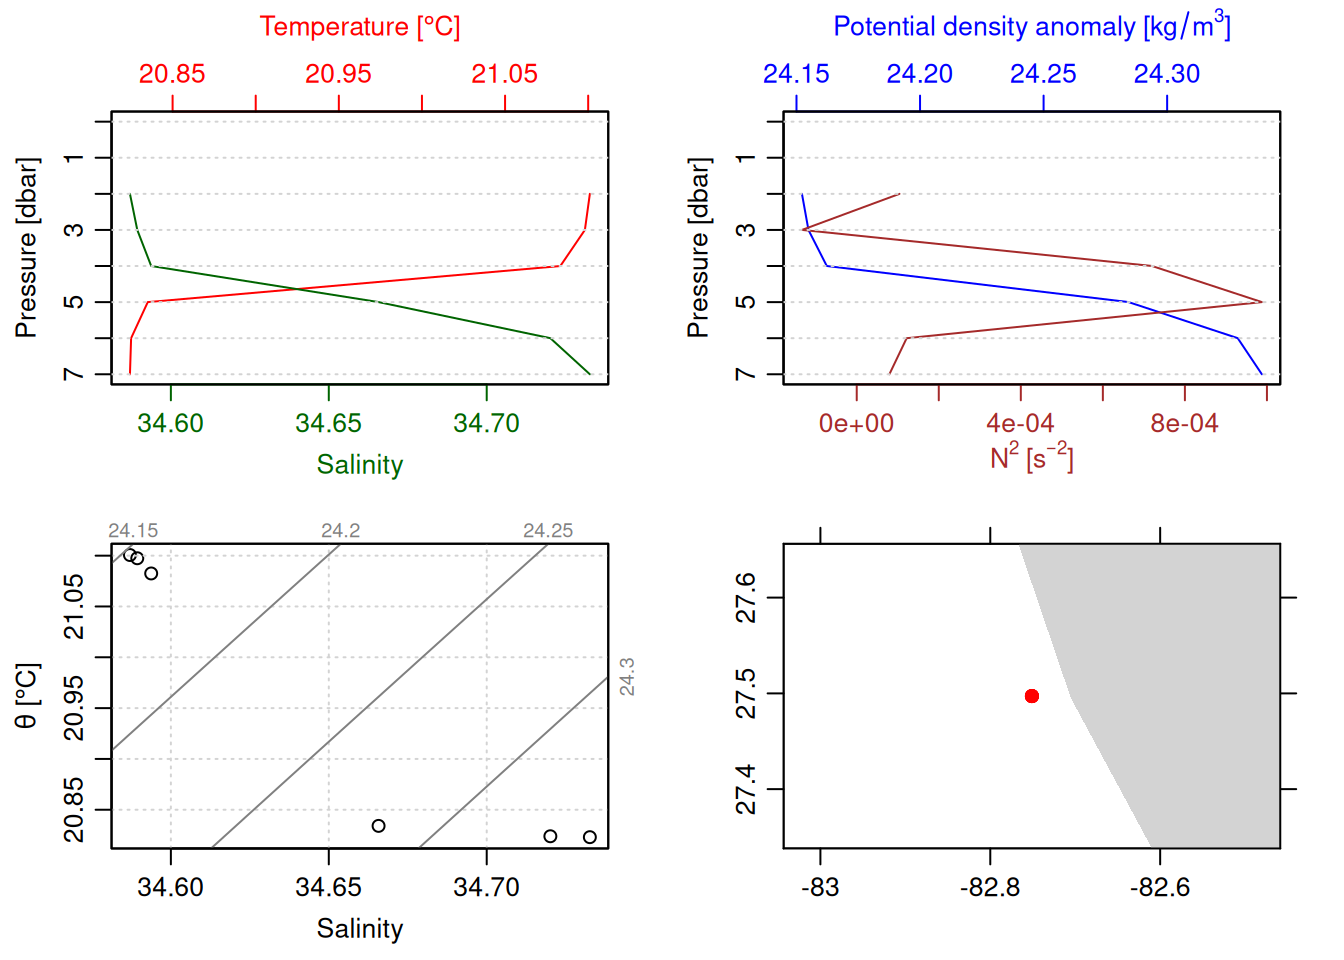 Temperature [°C]
20.85 20.95 21.05
Pressure [dbar]
1
3
5
7
34.60 34.65 34.70
Salinity
Potential density anomaly [kg/m³]
24.15 24.20 24.25 24.30
Pressure [dbar]
1
3
5
7
0e+00 4e-04 8e-04
N² [s⁻²]
24.15 24.2 24.25
24.3
θ [°C]
21.05
20.95
20.85
34.60 34.65 34.70
Salinity
27.6
27.5
27.4
-83 -82.8 -82.6